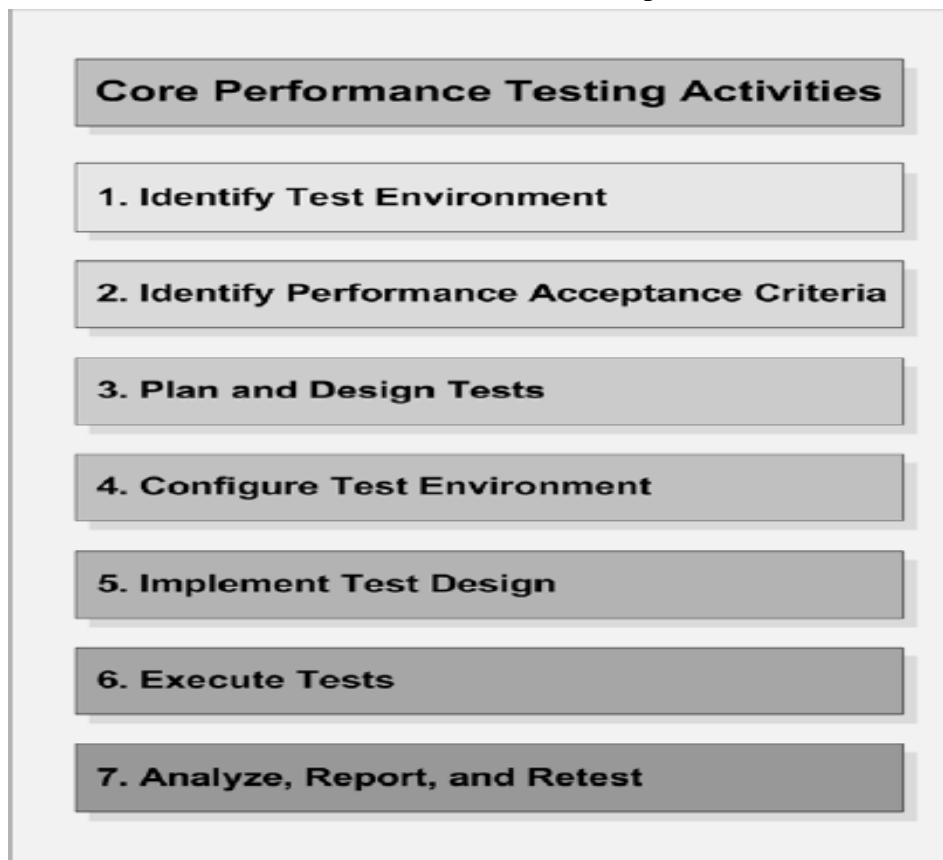 Core Performance Testing Activities
1. Identify Test Environment
2. Identify Performance Acceptance Criteria
3. Plan and Design Tests
4. Configure Test Environment
5. Implement Test Design
6. Execute Tests
7. Analyze, Report, and Retest